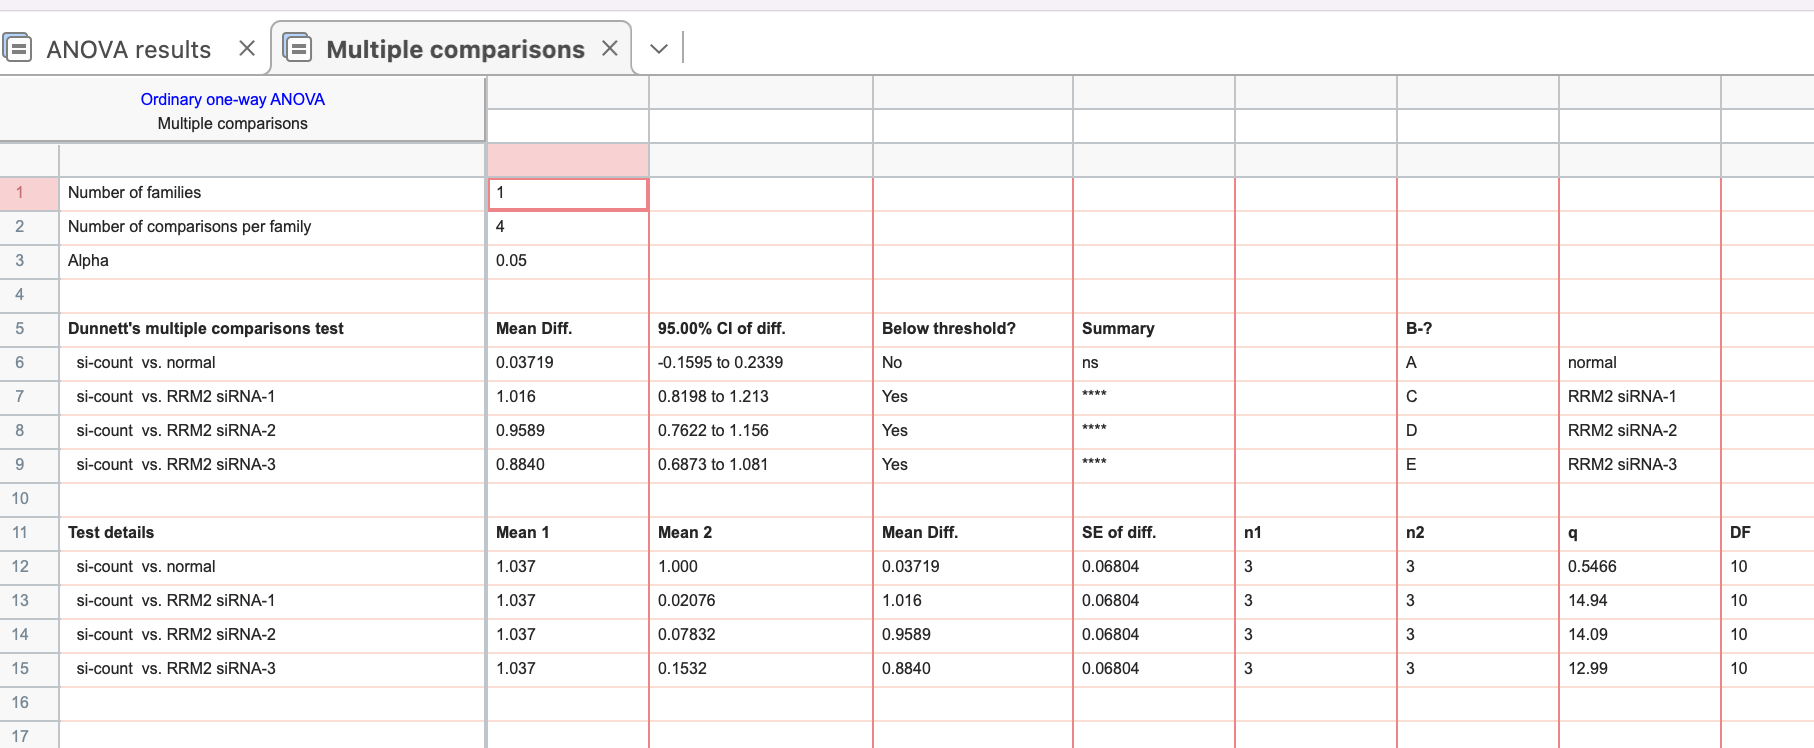 ANOVA results Multiple comparisons
Ordinary one-way ANOVA
Multiple comparisons
1 Number of families 1
2 Number of comparisons per family 4
3 Alpha 0.05
4
5 Dunnett's multiple comparisons test Mean Diff. 95.00% CI of diff. Below threshold? Summary B-?
6 si-count vs. normal 0.03719 -0.1595 to 0.2339 No ns A normal
7 si-count vs. RRM2 siRNA-1 1.016 0.8198 to 1.213 Yes **** C RRM2 siRNA-1
8 si-count vs. RRM2 siRNA-2 0.9589 0.7622 to 1.156 Yes **** D RRM2 siRNA-2
9 si-count vs. RRM2 siRNA-3 0.8840 0.6873 to 1.081 Yes **** E RRM2 siRNA-3
10
11 Test details Mean 1 Mean 2 Mean Diff. SE of diff. n1 n2 q DF
12 si-count vs. normal 1.037 1.000 0.03719 0.06804 3 3 0.5466 10
13 si-count vs. RRM2 siRNA-1 1.037 0.02076 1.016 0.06804 3 3 14.94 10
14 si-count vs. RRM2 siRNA-2 1.037 0.07832 0.9589 0.06804 3 3 14.09 10
15 si-count vs. RRM2 siRNA-3 1.037 0.1532 0.8840 0.06804 3 3 12.99 10
16
17